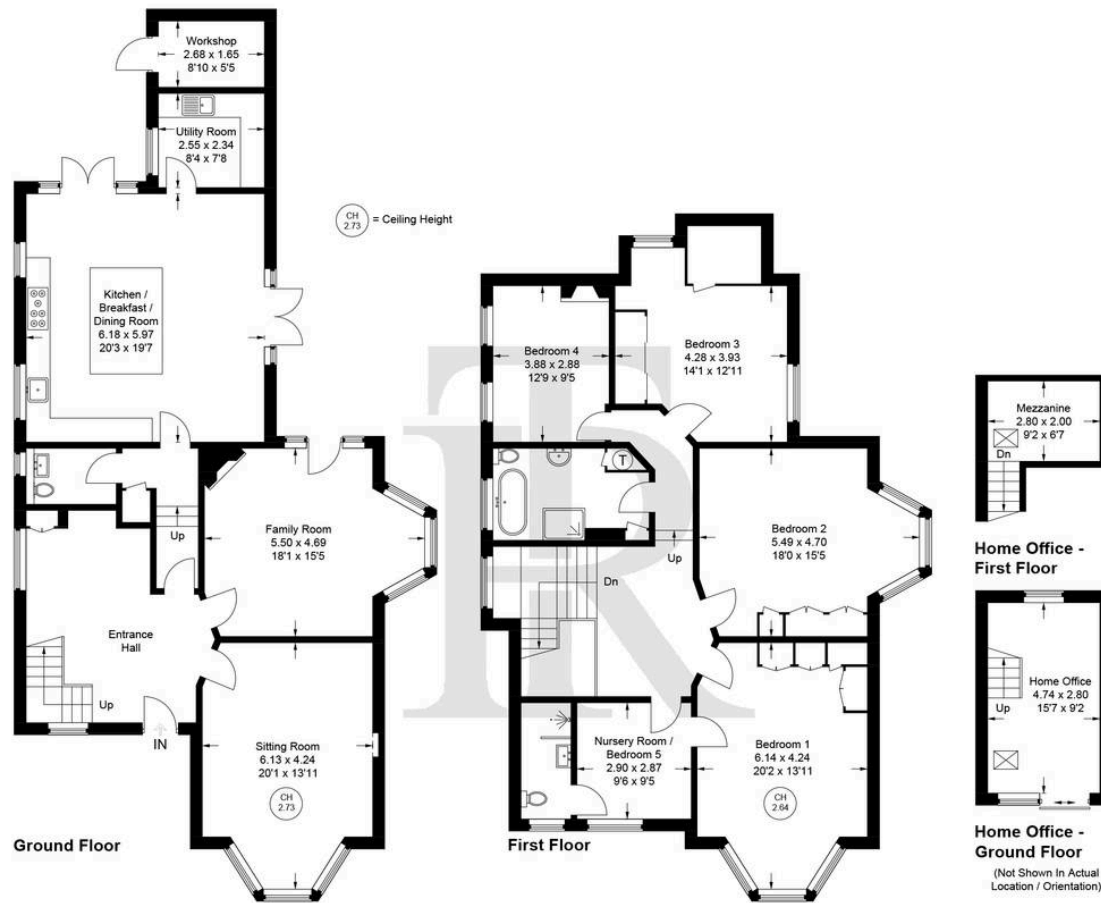 Workshop
2.68 x 1.65
8'10 x 5'5
Utility Room
2.55 x 2.34
8'4 x 7'8
CH
2.73
= Ceiling Height
Kitchen /
Breakfast /
Dining Room
6.18 x 5.97
20'3 x 19'7
Up
Family Room
5.50 x 4.69
18'1 x 15'5
Entrance
Hall
Up
IN
Sitting Room
6.13 x 4.24
20'1 x 13'11
CH
2.73
Ground Floor
Bedroom 4
3.88 x 2.88
12'9 x 9'5
Bedroom 3
4.28 x 3.93
14'1 x 12'11
T
Bedroom 2
5.49 x 4.70
18'0 x 15'5
Up
Dn
Nursery Room /
Bedroom 5
2.90 x 2.87
9'6 x 9'5
Bedroom 1
6.14 x 4.24
20'2 x 13'11
CH
2.64
First Floor
Mezzanine
2.80 x 2.00
9'2 x 6'7
Dn
Home Office -
First Floor
Home Office
4.74 x 2.80
15'7 x 9'2
Up
Home Office -
Ground Floor
(Not Shown In Actual
Location / Orientation)